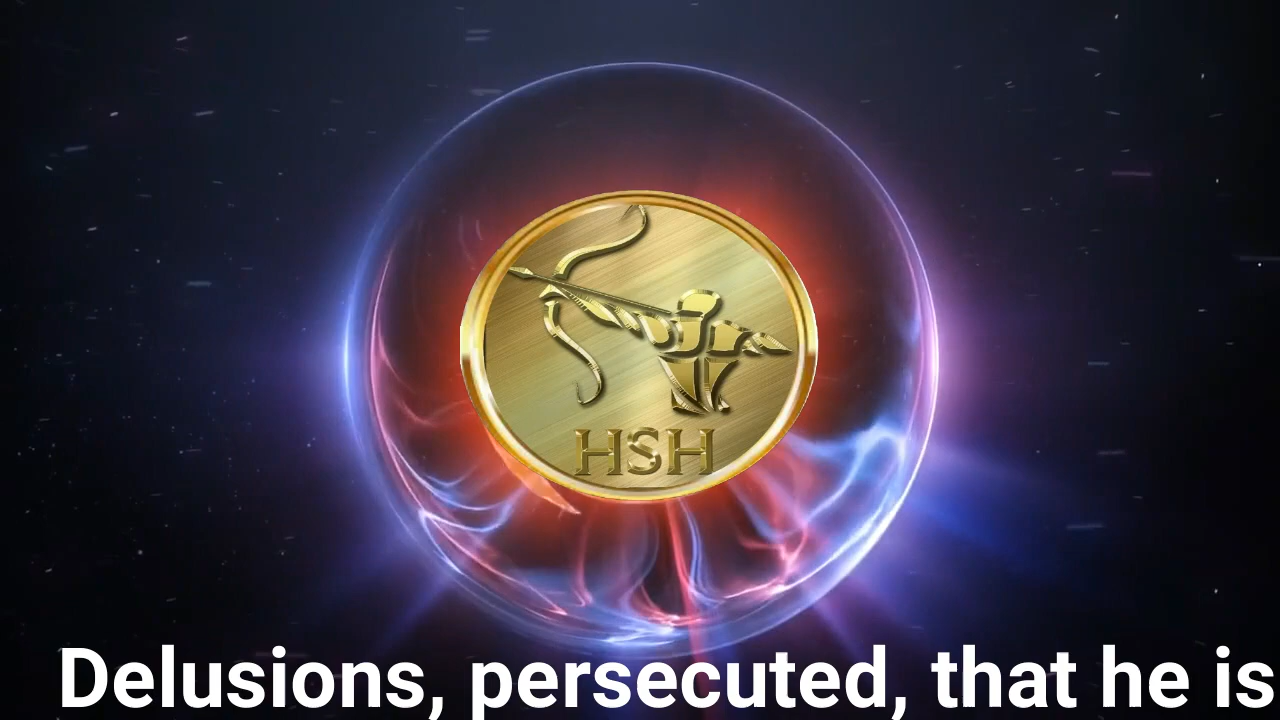 HSH
Delusions, persecuted, that he is